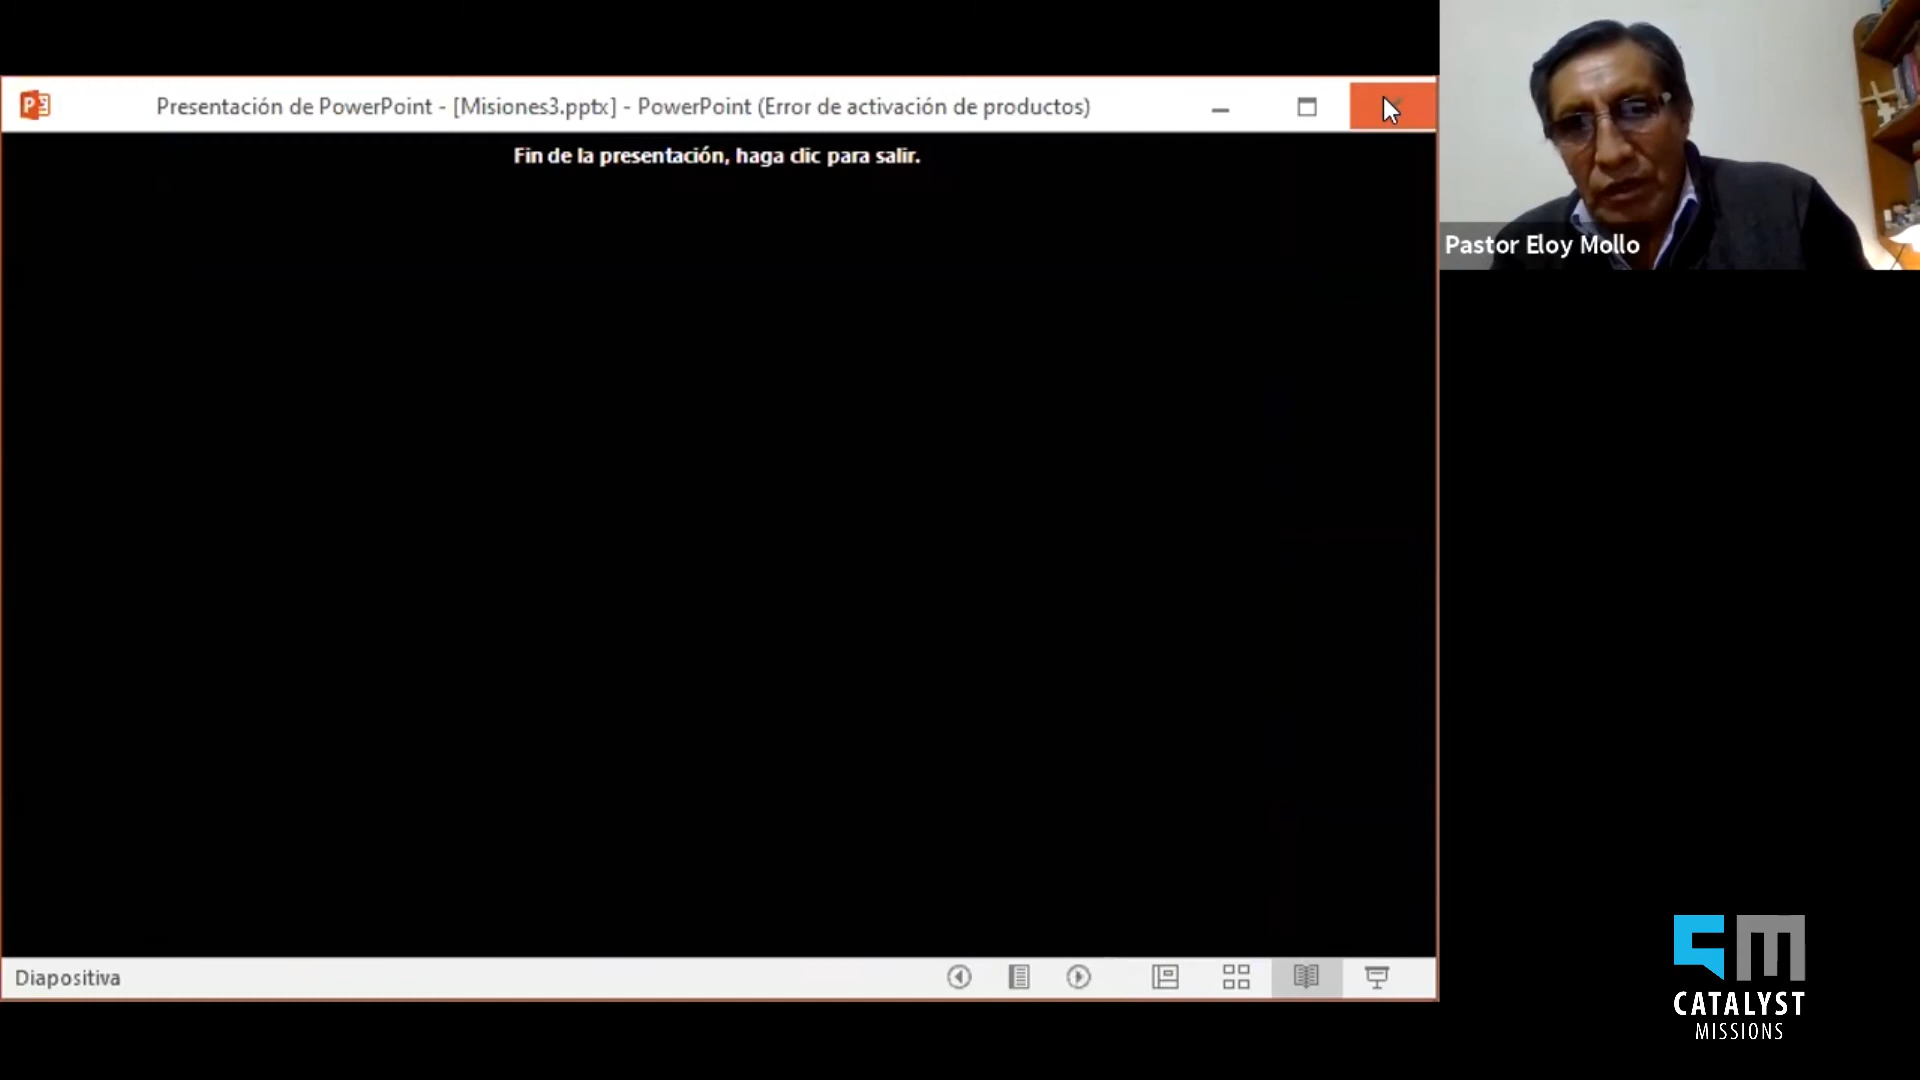 Presentación de PowerPoint - [Misiones3.pptx] - PowerPoint (Error de activación de productos)
Fin de la presentación, haga clic para salir.
Pastor Eloy Mollo
Diapositiva
CATALYST
MISSIONS